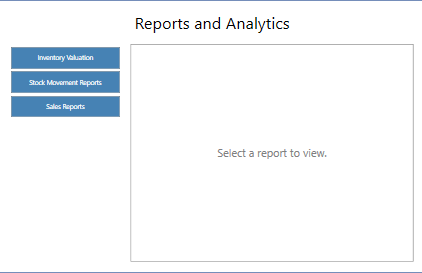 Reports and Analytics
Inventory Valuation
Stock Movement Reports
Sales Reports
Select a report to view.